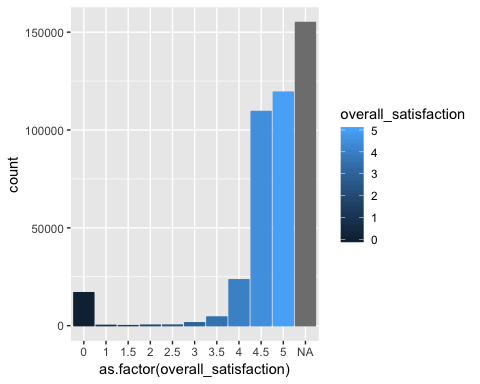 150000
100000
50000
0
count
0 1 1.5 2 2.5 3 3.5 4 4.5 5 NA
as.factor(overall_satisfaction)
overall_satisfaction
5
4
3
2
1
0